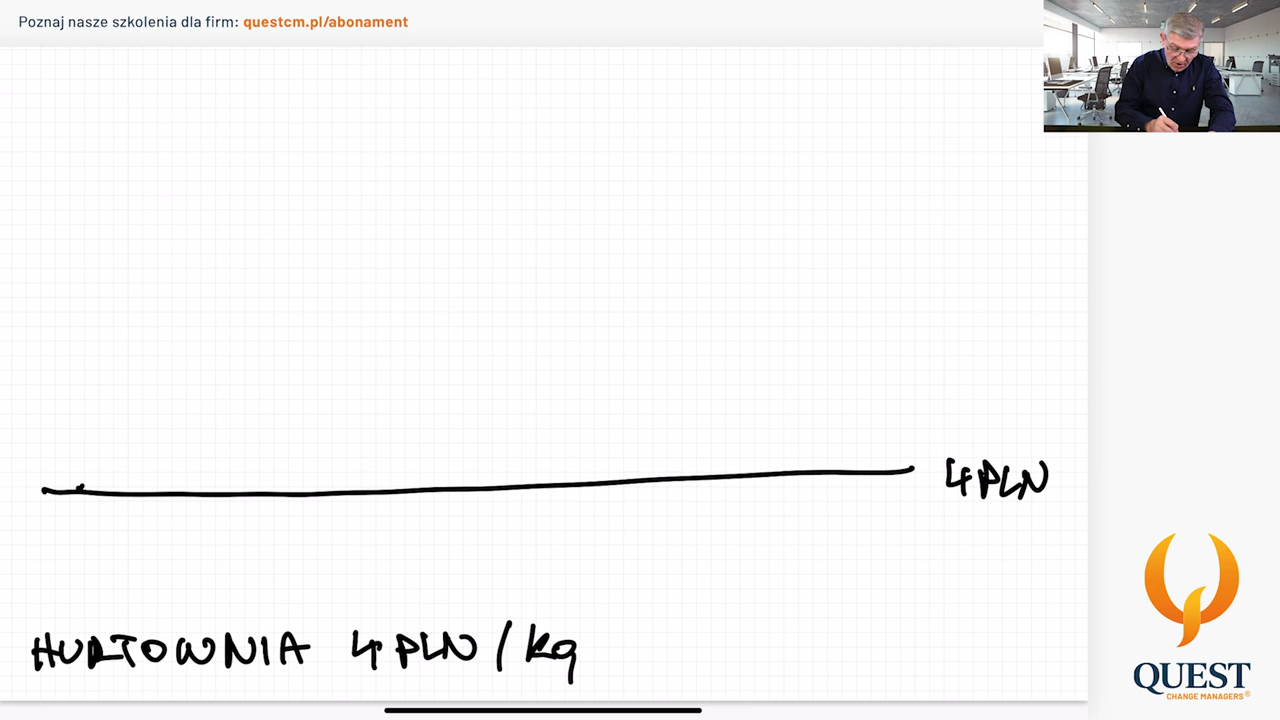 Poznaj nasze szkolenia dla firm: questcm.pl/abonament
4PLN
HURTOWNIA 4PLN/kg
QUEST
CHANGE MANAGERS®